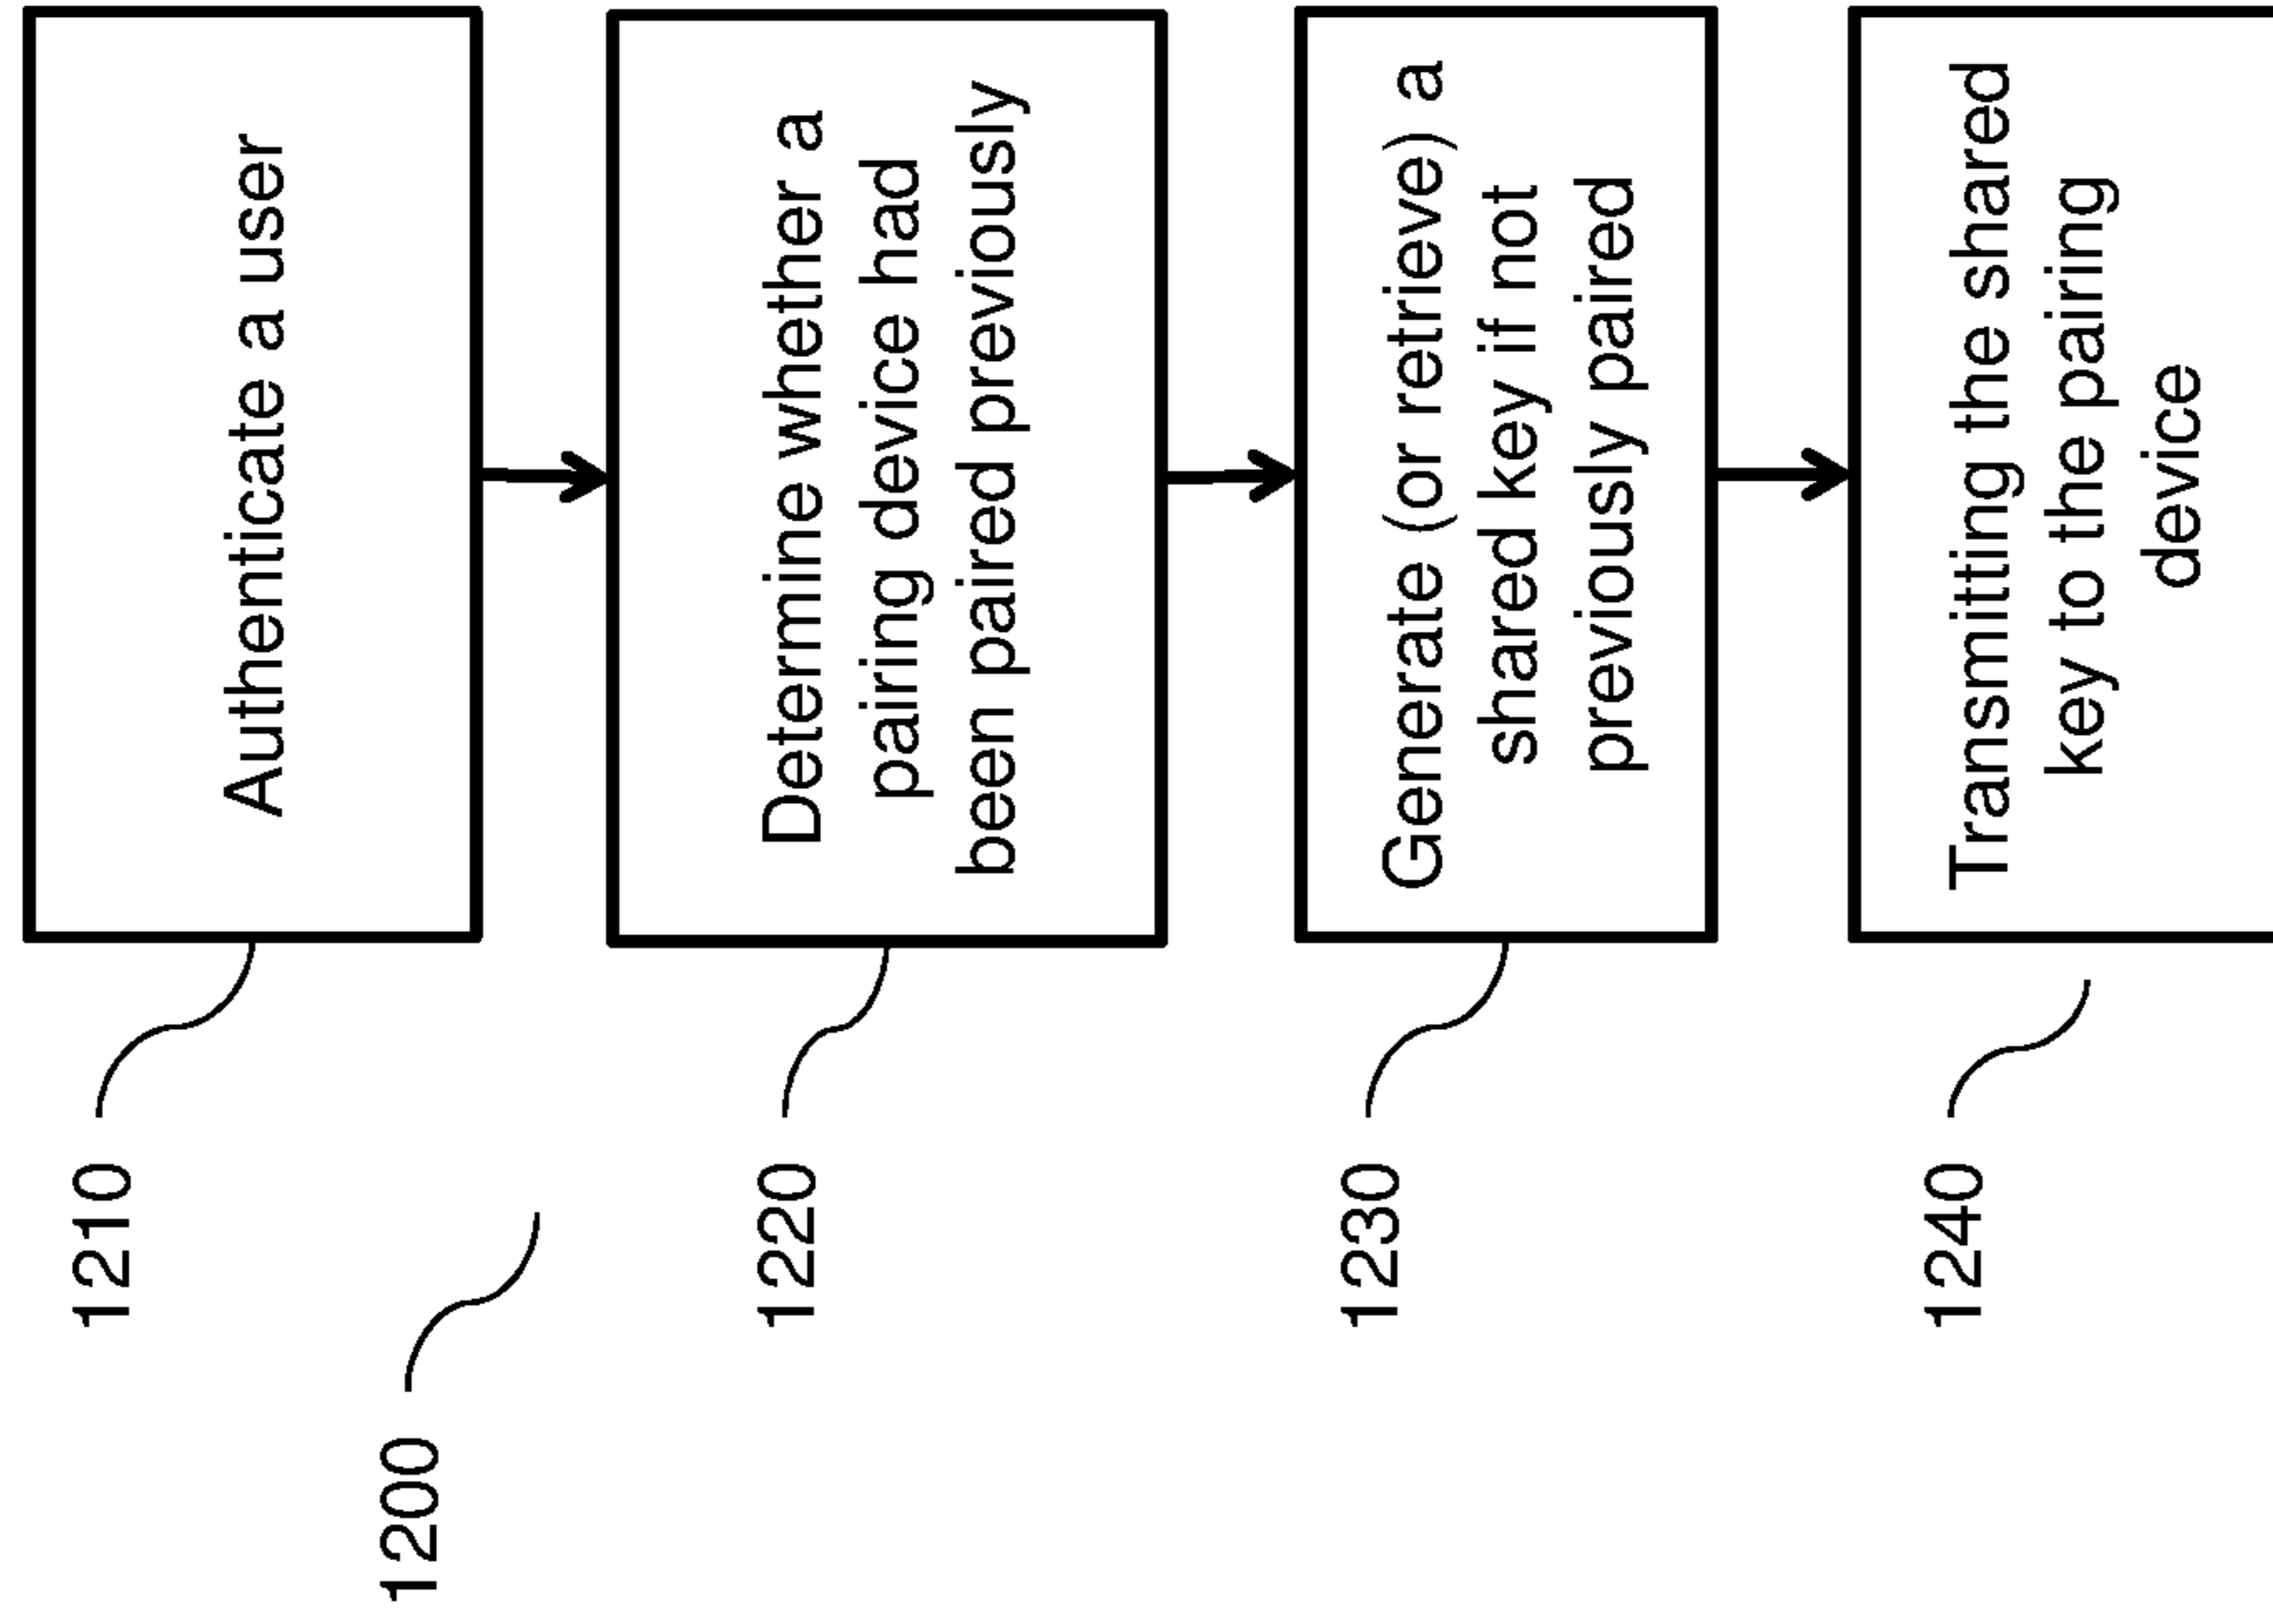 1200
1210
Authenticate a user
1220
Determine whether a
pairing device had
been paired previously
1230
Generate (or retrieve) a
shared key if not
previously paired
1240
Transmitting the shared
key to the pairing
device